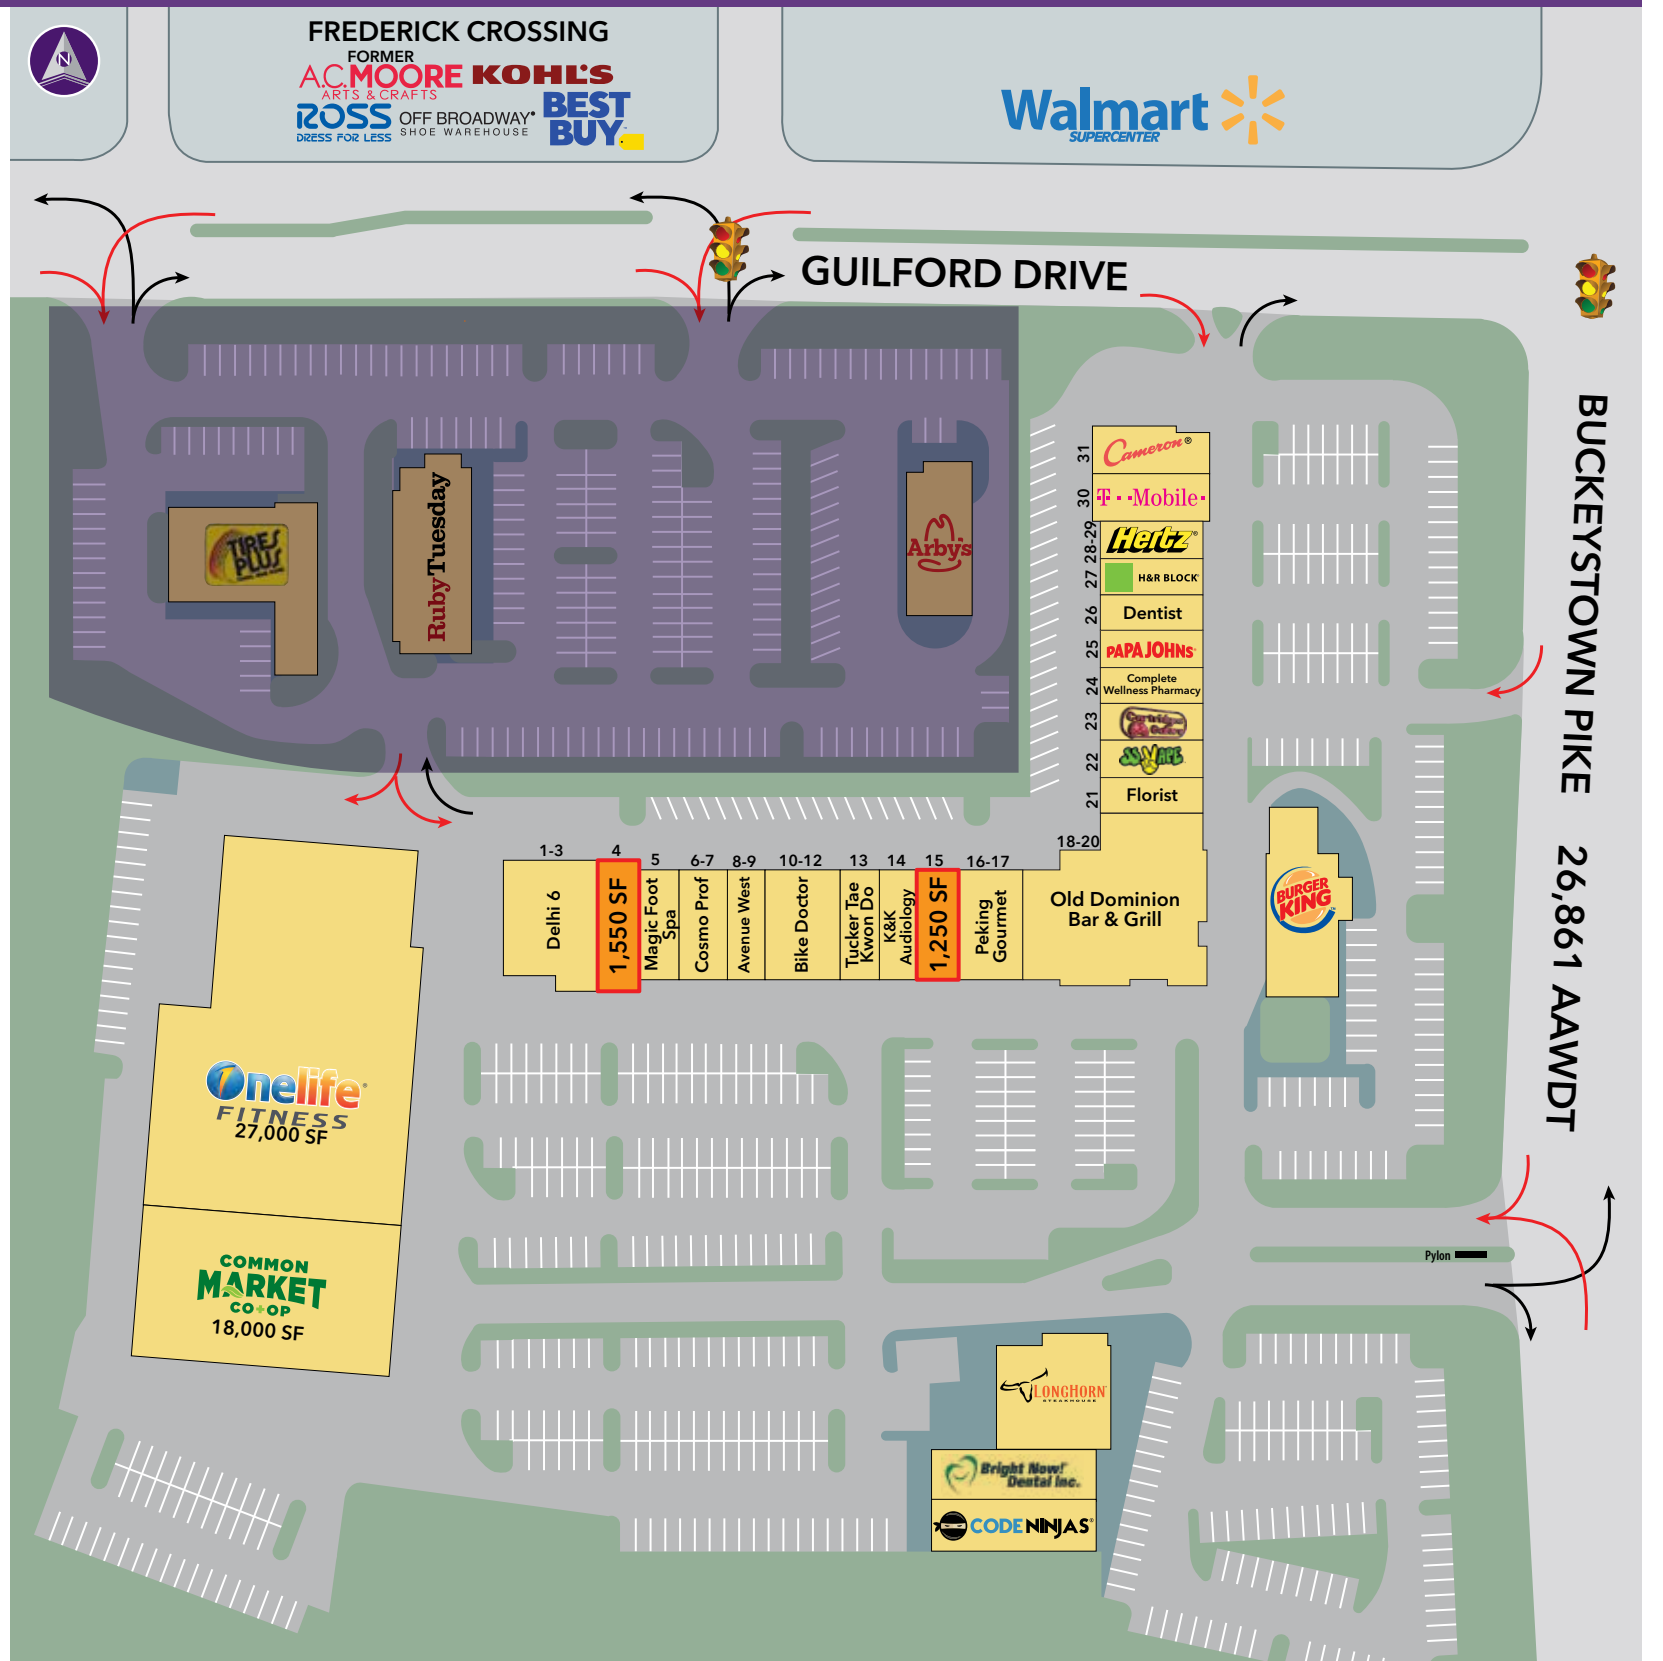 N
FREDERICK CROSSING
FORMER
A.C.MOORE
ARTS & CRAFTS
KOHL'S
ROSS
DRESS FOR LESS
OFF BROADWAY
SHOE WAREHOUSE
BEST
BUY
Walmart
SUPERCENTER
GUILFORD DRIVE
BUCKEYSTOWN PIKE 26,861 AAWDT
TIRES
PLUS
Ruby Tuesday
Arby's
31
Cameron®
30
T··Mobile·
28-29
Hertz
27
H&R BLOCK
26
Dentist
25
PAPA JOHNS
24
Complete
Wellness Pharmacy
23
22
VAPE
21
Florist
18-20
Old Dominion
Bar & Grill
1-3
Delhi 6
4
1,550 SF
5
Magic Foot
Spa
6-7
Cosmo Prof
8-9
Avenue West
10-12
Bike Doctor
13
Tucker Tae
Kwon Do
14
K&K
Audiology
15
1,250 SF
16-17
Peking
Gourmet
BURGER
KING
Onelife
FITNESS
27,000 SF
COMMON
MARKET
CO+OP
18,000 SF
Pylon
LONGHORN
STEAKHOUSE
Bright Now!
Dental Inc.
CODE NINJAS